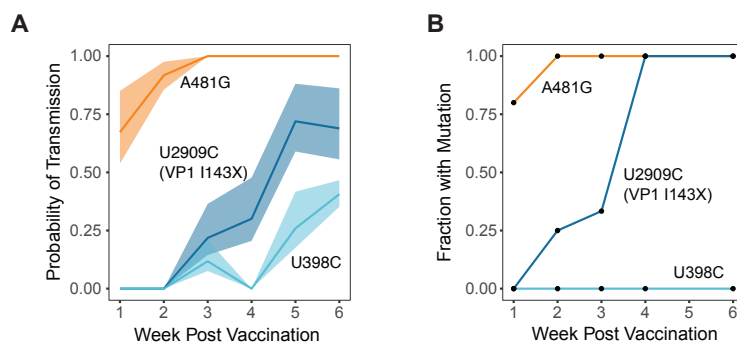 A
1.00
0.75
0.50
0.25
0.00
Probability of Transmission
A481G
U2909C
(VP1 I143X)
U398C
1 2 3 4 5 6
Week Post Vaccination
B
1.00
0.75
0.50
0.25
0.00
Fraction with Mutation
A481G
U2909C
(VP1 I143X)
U398C
1 2 3 4 5 6
Week Post Vaccination